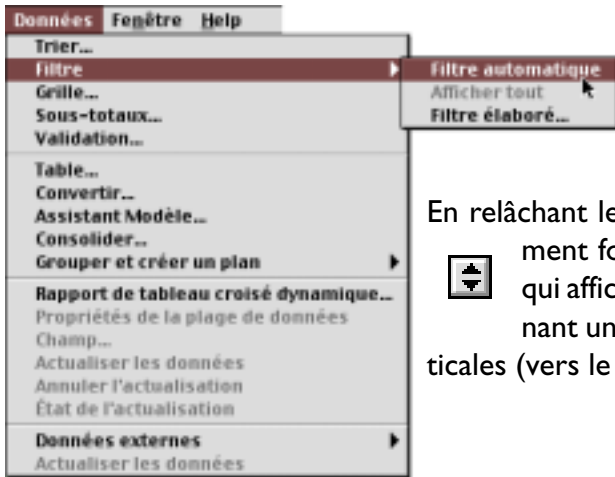 Données Fenêtre Help
Trier...
Filtre
Grille...
Sous-totaux...
Validation...
Table...
Convertir...
Assistant Modèle...
Consolider...
Grouper et créer un plan
Rapport de tableau croisé dynamique...
Propriétés de la plage de données
Champ...
Actualiser les données
Annuler l'actualisation
État de l'actualisation
Données externes
Actualiser les données
Filtre automatique
Afficher tout
Filtre élaboré...
En relâchant le
ment fo
qui affic
nant un
ticales (vers le